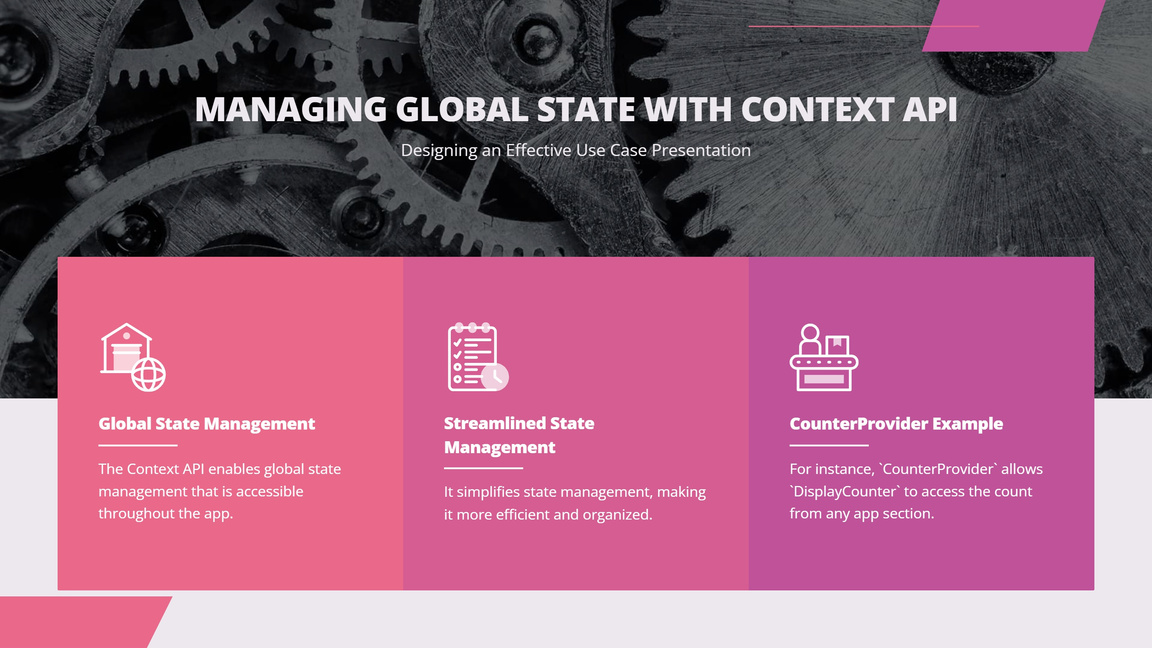 MANAGING GLOBAL STATE WITH CONTEXT API
Designing an Effective Use Case Presentation
Global State Management
The Context API enables global state
management that is accessible
throughout the app.
Streamlined State
Management
It simplifies state management, making
it more efficient and organized.
CounterProvider Example
For instance, `CounterProvider` allows
`DisplayCounter` to access the count
from any app section.